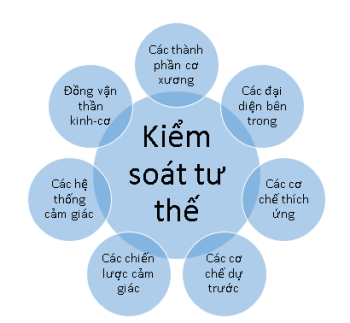 Các thành
phần cơ
xương
Các đại
diện bên
trong
Các cơ
chế thích
ứng
Các cơ
chế dự
trước
Các chiến
lược cảm
giác
Các hệ
thống
cảm giác
Đồng vận
thần
kinh-cơ
Kiểm
soát tư
thế